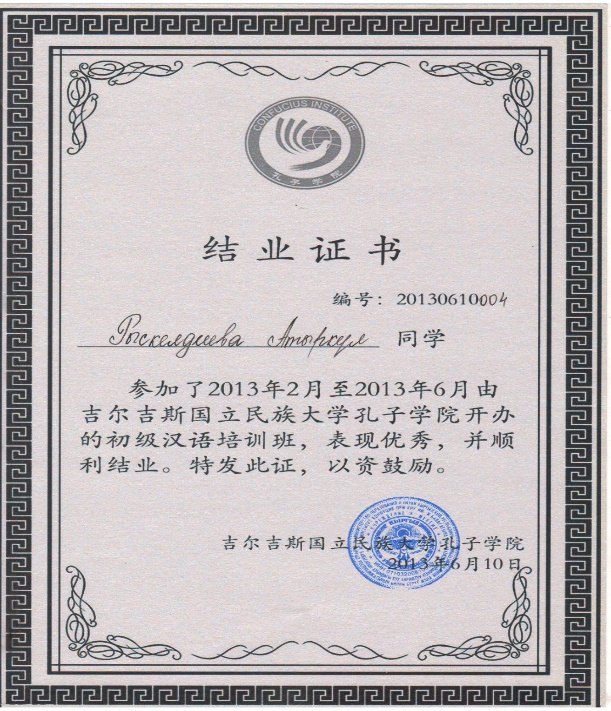 CONFUCIUS INSTITUTE
孔子学院
结业证书
编号：20130610004
Рыскелдиева Атыркул 同学
参加了2013年2月至2013年6月由
吉尔吉斯国立民族大学孔子学院开办
的初级汉语培训班，表现优秀，并顺
利结业。特发此证，以资鼓励。
吉尔吉斯国立民族大学孔子学院
2013年6月10日